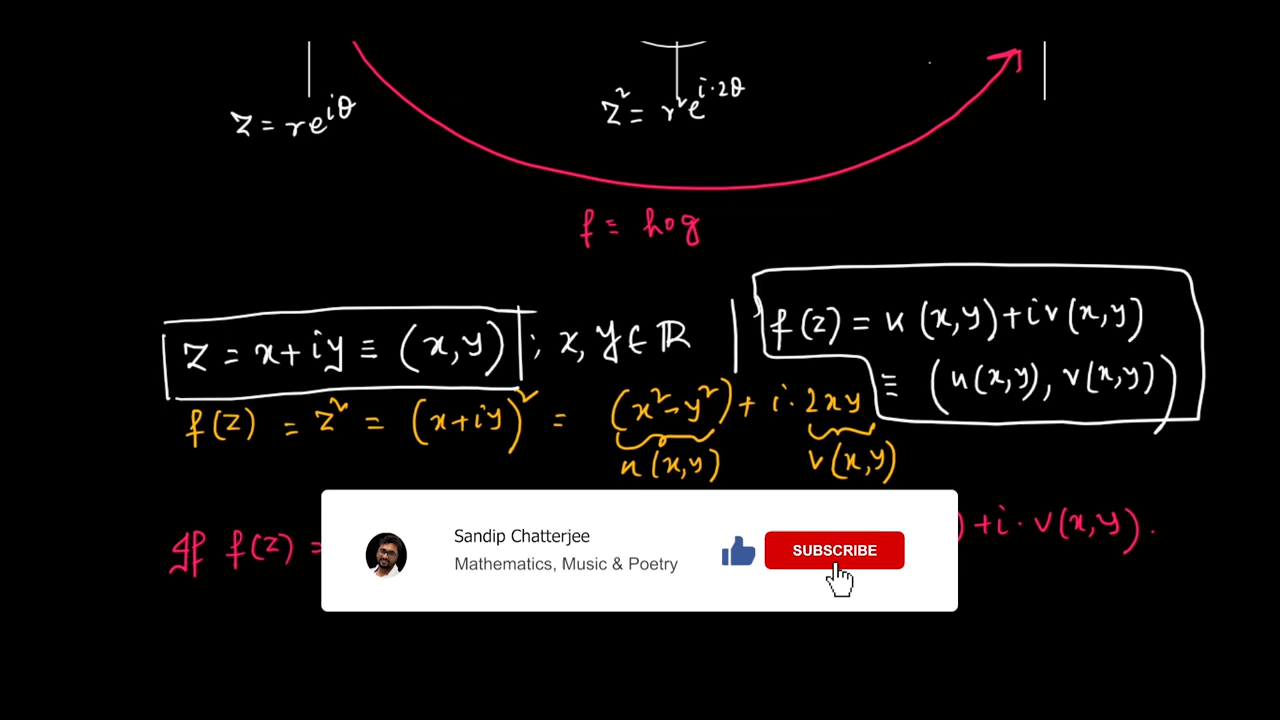 z = re^{iθ}
z² = r²e^{i·2θ}
f ≡ hog
z = x+iy ≡ (x,y) ; x, y ∈ ℝ
f(z) = u(x,y)+iv(x,y)
≡ (u(x,y), v(x,y))
f(z) = z² = (x+iy)² = (x²-y²) + i·2xy
u(x,y) v(x,y)
If f(z) = ) + i·v(x,y).
Sandip Chatterjee
Mathematics, Music & Poetry
SUBSCRIBE